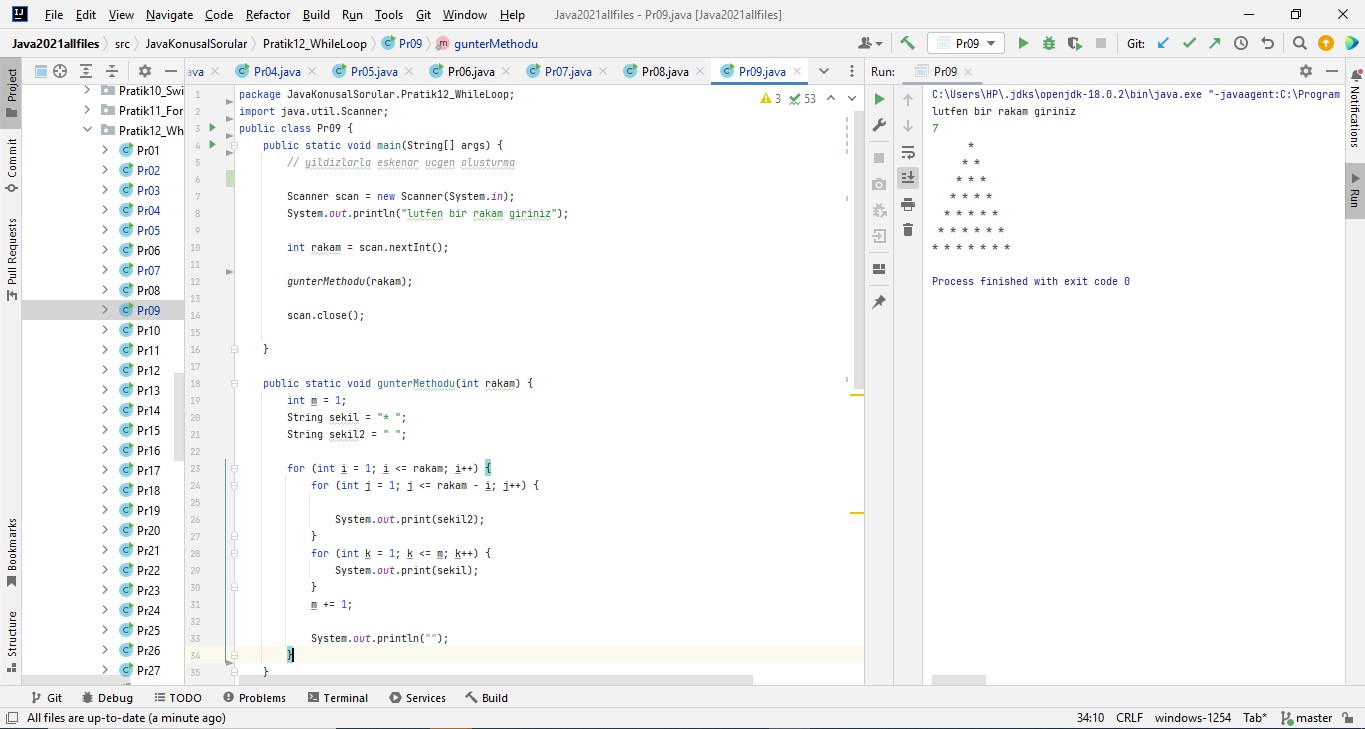 File Edit View Navigate Code Refactor Build Run Tools Git Window Help Java2021allfiles - Pr09.java [Java2021allfiles]
Java2021allfiles src JavaKonusalSorular Pratik12_WhileLoop Pr09 gunterMethodu Pr09 Git:
Project
Commit
Pull Requests
Bookmarks
Structure
Pratik10_Swi
Pratik11_For
Pratik12_Wh
Pr01
Pr02
Pr03
Pr04
Pr05
Pr06
Pr07
Pr08
Pr09
Pr10
Pr11
Pr12
Pr13
Pr14
Pr15
Pr16
Pr17
Pr18
Pr19
Pr20
Pr21
Pr22
Pr23
Pr24
Pr25
Pr26
Pr27
ava Pr04.java Pr05.java Pr06.java Pr07.java Pr08.java Pr09.java
3 53
1 package JavaKonusalSorular.Pratik12_WhileLoop;
2 import java.util.Scanner;
3 public class Pr09 {
4 public static void main(String[] args) {
5 // yildizlarla eskenar ucgen olusturma
6
7 Scanner scan = new Scanner(System.in);
8 System.out.println("lutfen bir rakam giriniz");
9
10 int rakam = scan.nextInt();
11
12 gunterMethodu(rakam);
13
14 scan.close();
15
16 }
17
18 public static void gunterMethodu(int rakam) {
19 int m = 1;
20 String sekil = "* ";
21 String sekil2 = " ";
22
23 for (int i = 1; i <= rakam; i++) {
24 for (int j = 1; j <= rakam - i; j++) {
25
26 System.out.print(sekil2);
27 }
28 for (int k = 1; k <= m; k++) {
29 System.out.print(sekil);
30 }
31 m += 1;
32
33 System.out.println("");
34 }
35 }
Run: Pr09
C:\Users\HP\.jdks\openjdk-18.0.2\bin\java.exe "-javaagent:C:\Program
lutfen bir rakam giriniz
7
*
* *
* * *
* * * *
* * * * *
* * * * * *
* * * * * * *
Process finished with exit code 0
Notifications
Run
Git Debug TODO Problems Terminal Services Build
All files are up-to-date (a minute ago) 34:10 CRLF windows-1254 Tab* master